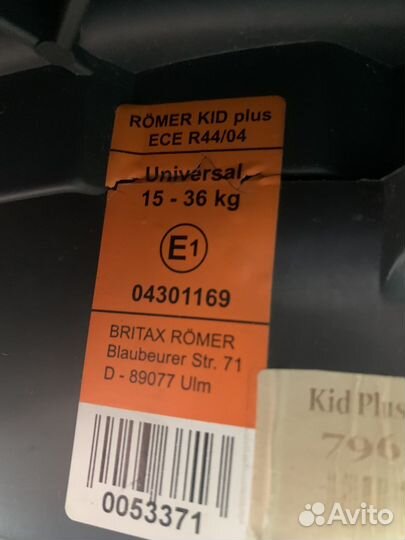 RÖMER KID plus
ECE R44/04
Universal
15 - 36 kg
E1
04301169
BRITAX RÖMER
Blaubeurer Str. 71
D - 89077 Ulm
0053371
Kid Plus
796
Avito